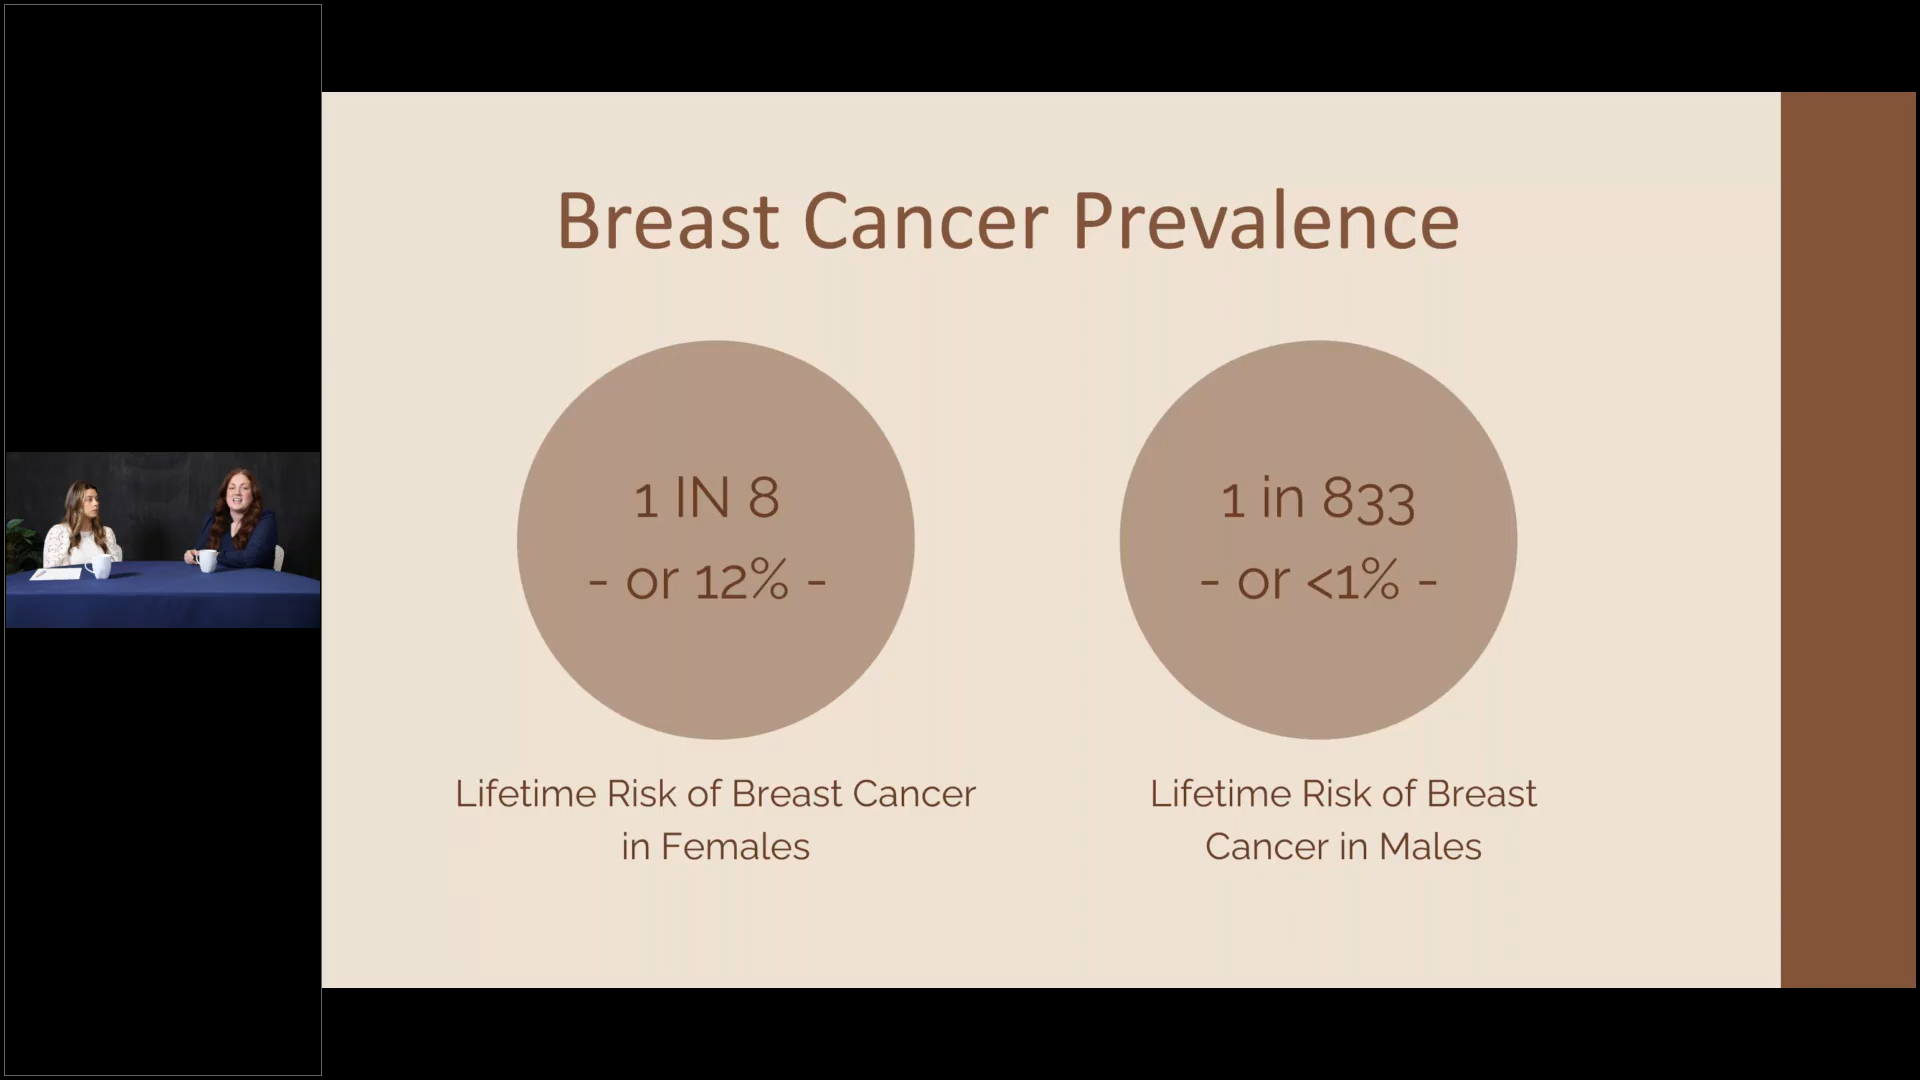 Breast Cancer Prevalence
1 IN 8
- or 12% -
Lifetime Risk of Breast Cancer
in Females
1 in 833
- or <1% -
Lifetime Risk of Breast
Cancer in Males